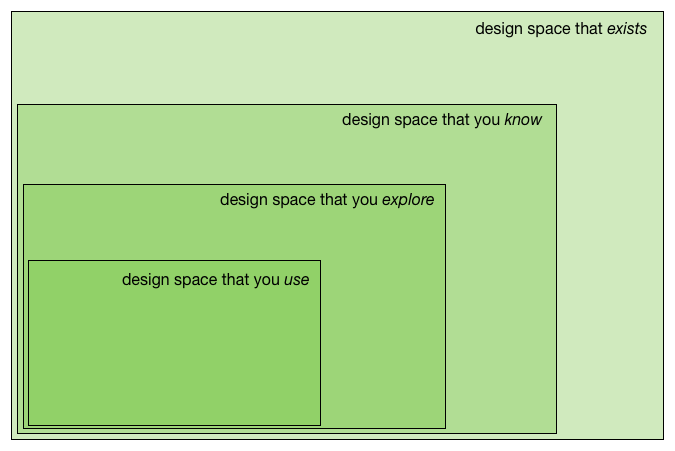 design space that exists
design space that you know
design space that you explore
design space that you use